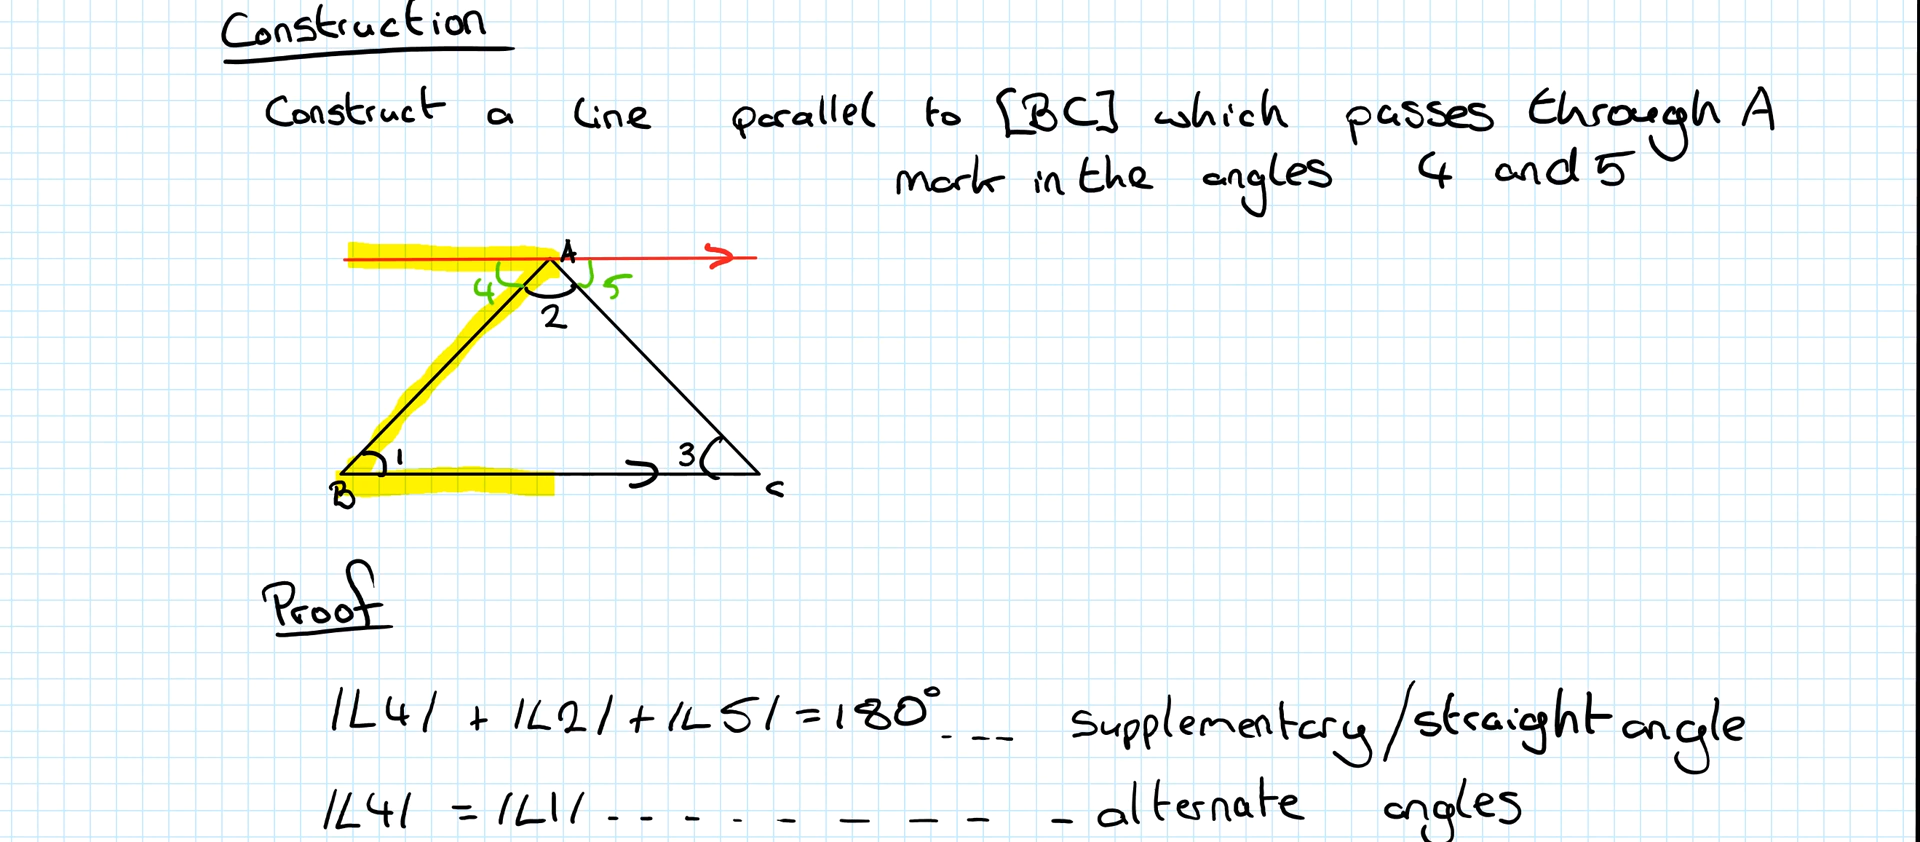 Construction
Construct a line parallel to [BC] which passes through A
mark in the angles 4 and 5
A
4 5
2
1 3
B C
Proof
|∠4| + |∠2| + |∠5| = 180° ... supplementary/straight angle
|∠4| = |∠1| - - - - - - - - - alternate angles